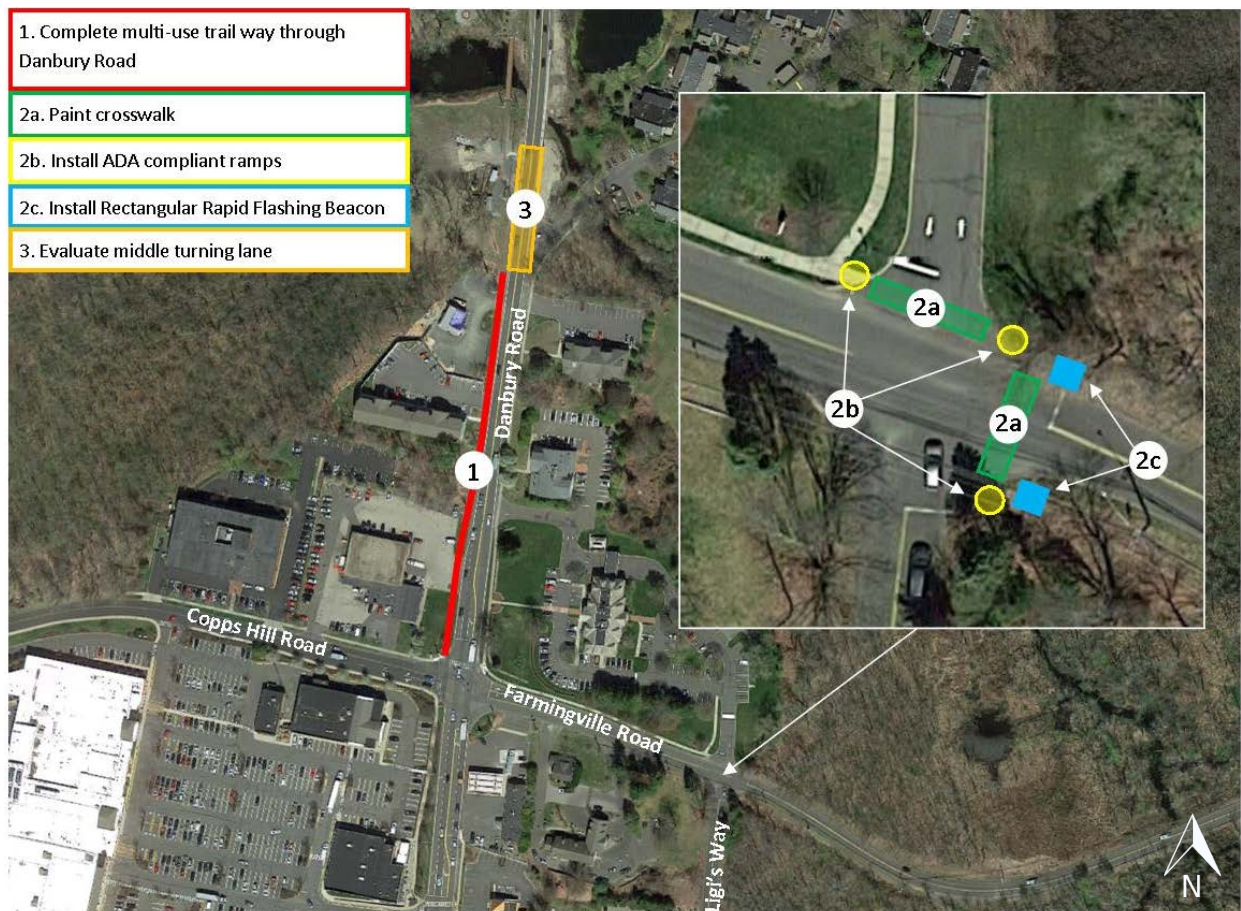 1. Complete multi-use trail way through
Danbury Road
2a. Paint crosswalk
2b. Install ADA compliant ramps
2c. Install Rectangular Rapid Flashing Beacon
3. Evaluate middle turning lane
3
2a
Danbury Road
2b
2a
2c
1
Copps Hill Road
Farmingville Road
Ligi's Way
N